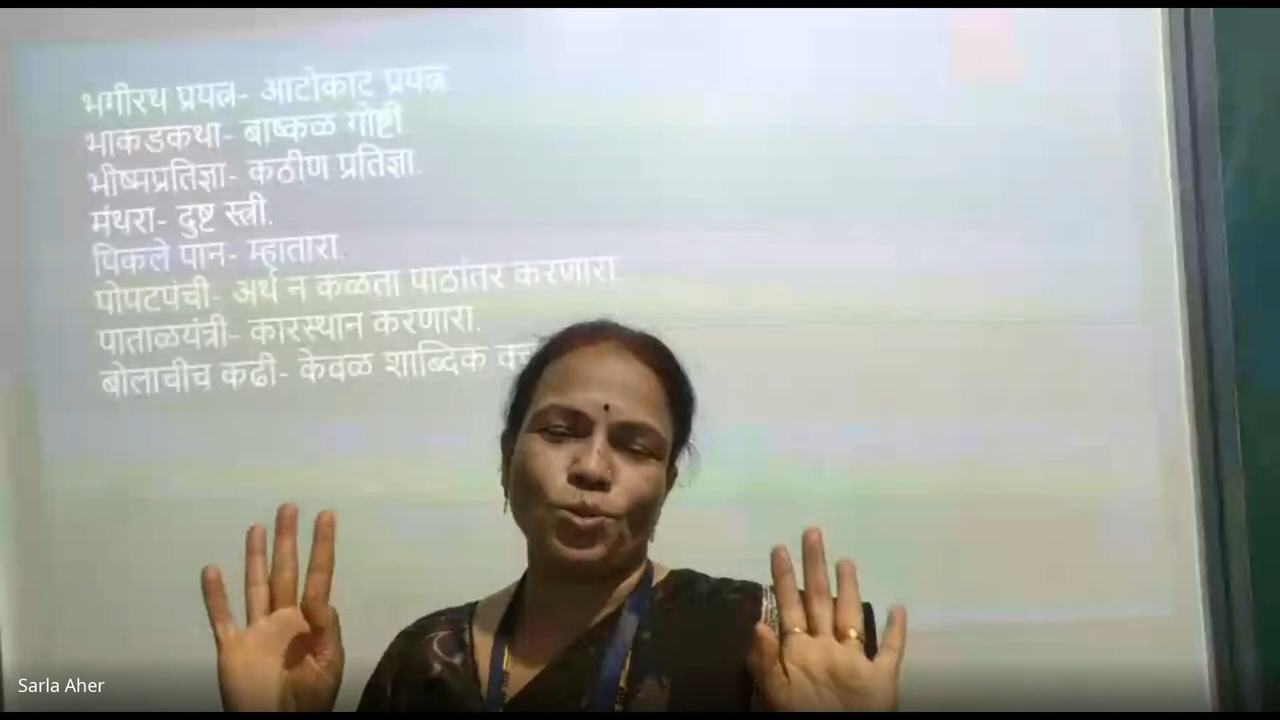 भगीरथ प्रयत्न- आटोकाट प्रयत्न.
भाकडकथा- बाष्कळ गोष्टी.
भीष्मप्रतिज्ञा- कठीण प्रतिज्ञा.
मंथरा- दुष्ट स्त्री.
पिकले पान- म्हातारा.
पोपटपंची- अर्थ न कळता पाठांतर करणारा.
पाताळयंत्री- कारस्थान करणारा.
बोलाचीच कढी- केवळ शाब्दिक
Sarla Aher